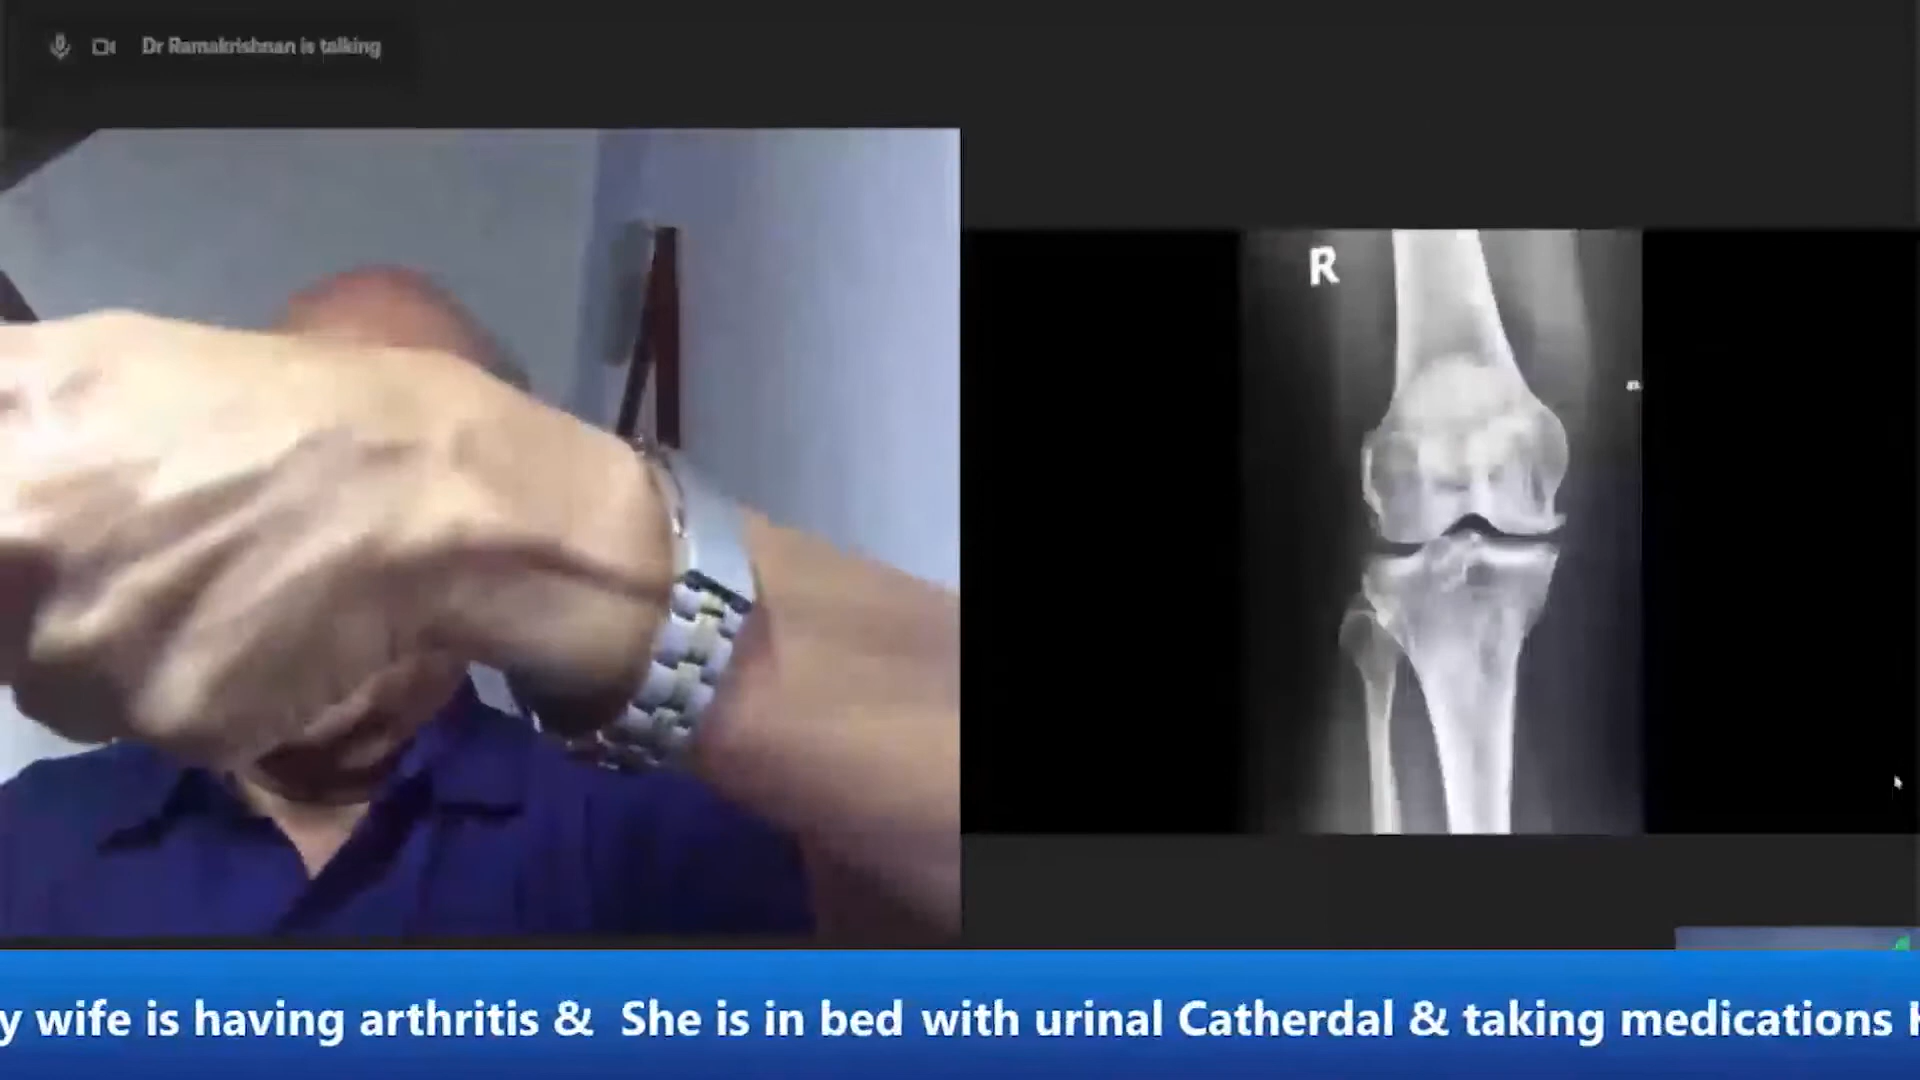 Dr Ramakrishnan is talking
R
y wife is having arthritis & She is in bed with urinal Catherdal & taking medications